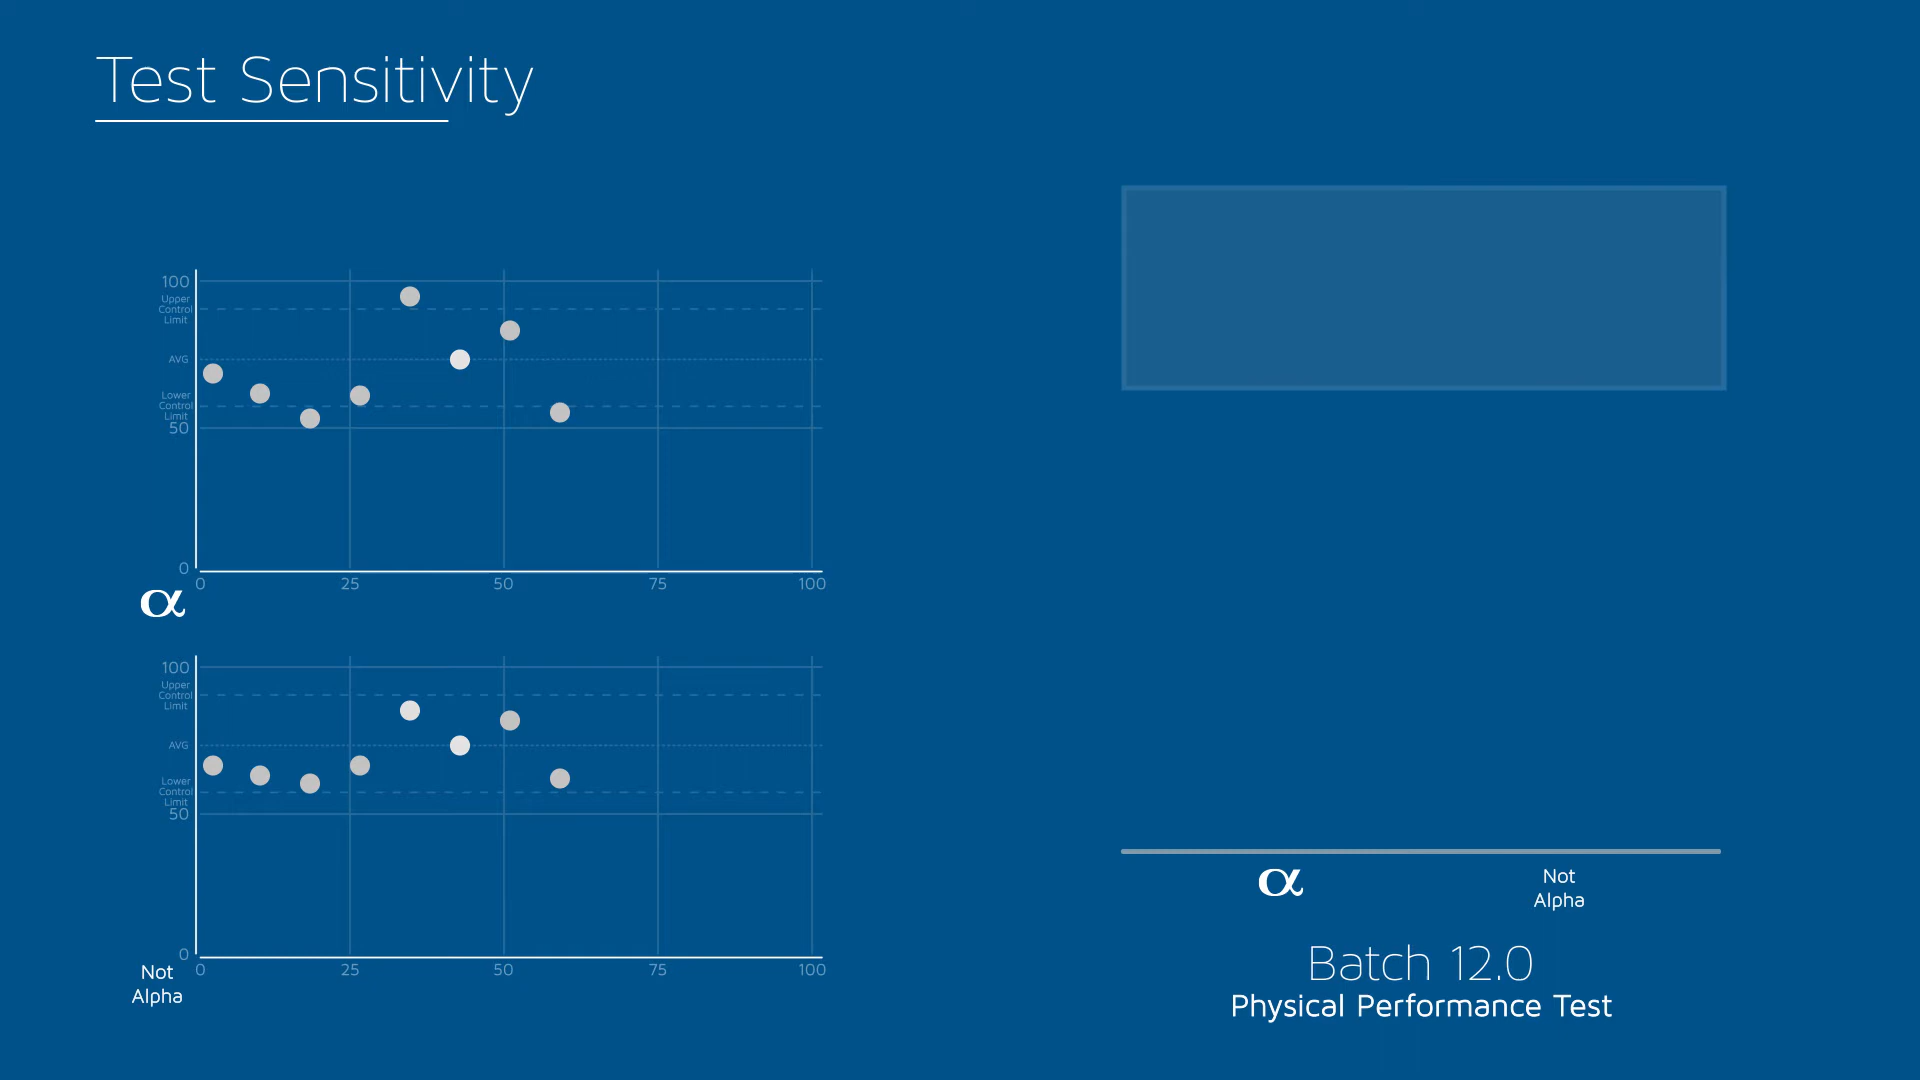 Test Sensitivity
100
Upper
Control
Limit
AVG
Lower
Control
Limit
50
0
0 25 50 75 100
α
100
Upper
Control
Limit
AVG
Lower
Control
Limit
50
0
0 25 50 75 100
Not
Alpha
α
Not
Alpha
Batch 12.0
Physical Performance Test